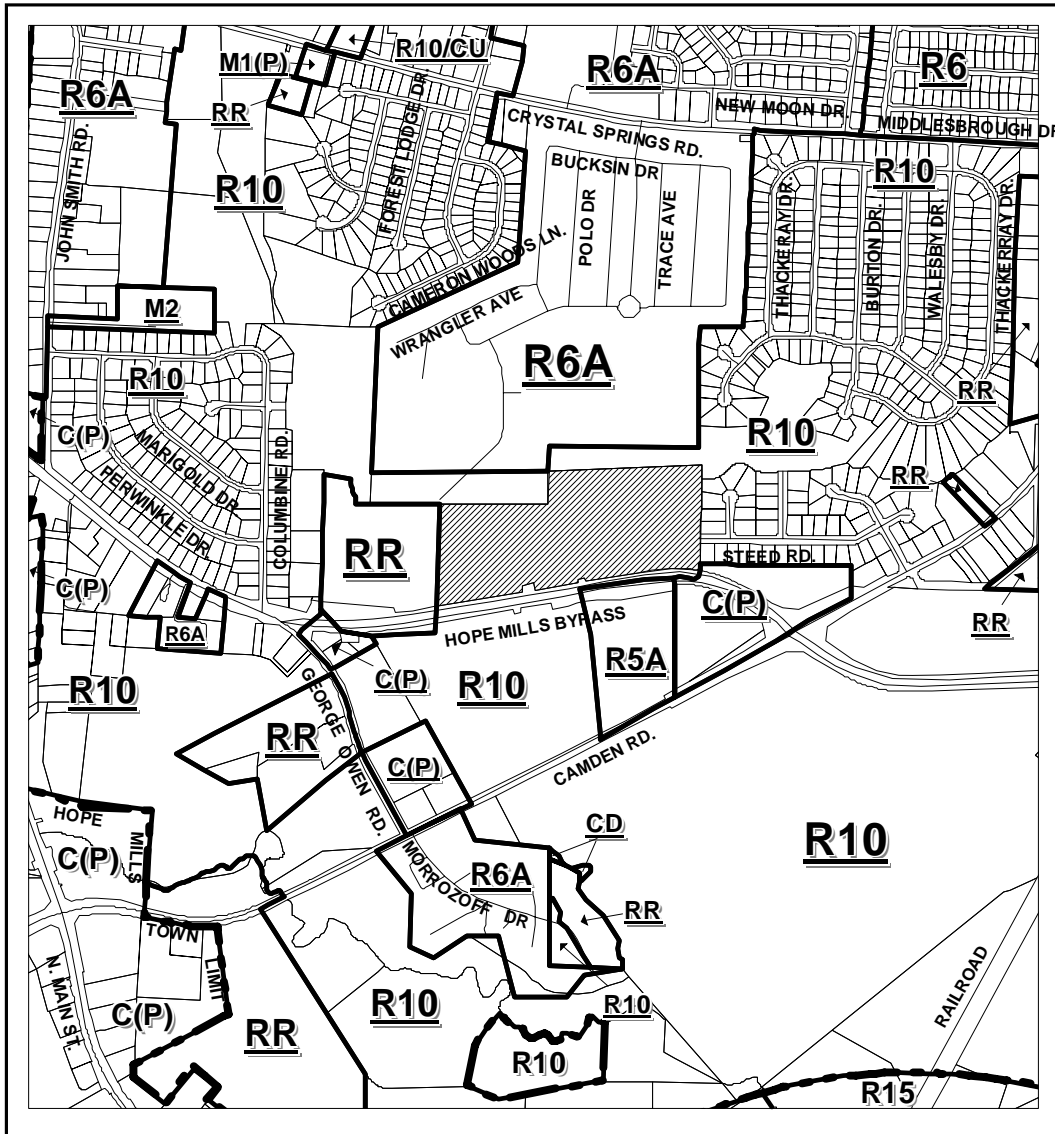 R10/CU
M1(P)
R6A
R6
R6A
RR
NEW MOON DR.
MIDDLESBROUGH DR
CRYSTAL SPRINGS RD.
BUCKSIN DR
R10
R10
JOHN SMITH RD.
FOREST LODGE DR
POLO DR
TRACE AVE
THACKERAY DR.
BURTON DR.
WALESBY DR.
THACKERRAY DR.
CAMERON WOODS LN.
M2
WRANGLER AVE
R6A
R10
RR
C(P)
MARIGOLD DR
COLUMBINE RD.
R10
PERWINKLE DR.
RR
RR
STEED RD.
C(P)
C(P)
HOPE MILLS BYPASS
R6A
RR
R5A
C(P)
R10
R10
GEORGE OWEN RD.
RR
C(P)
CAMDEN RD.
HOPE
MILLS
C(P)
CD
R10
MORROZOFF DR
R6A
RR
TOWN
LIMIT
N. MAIN ST.
C(P)
RR
R10
R10
R10
RAILROAD
R15